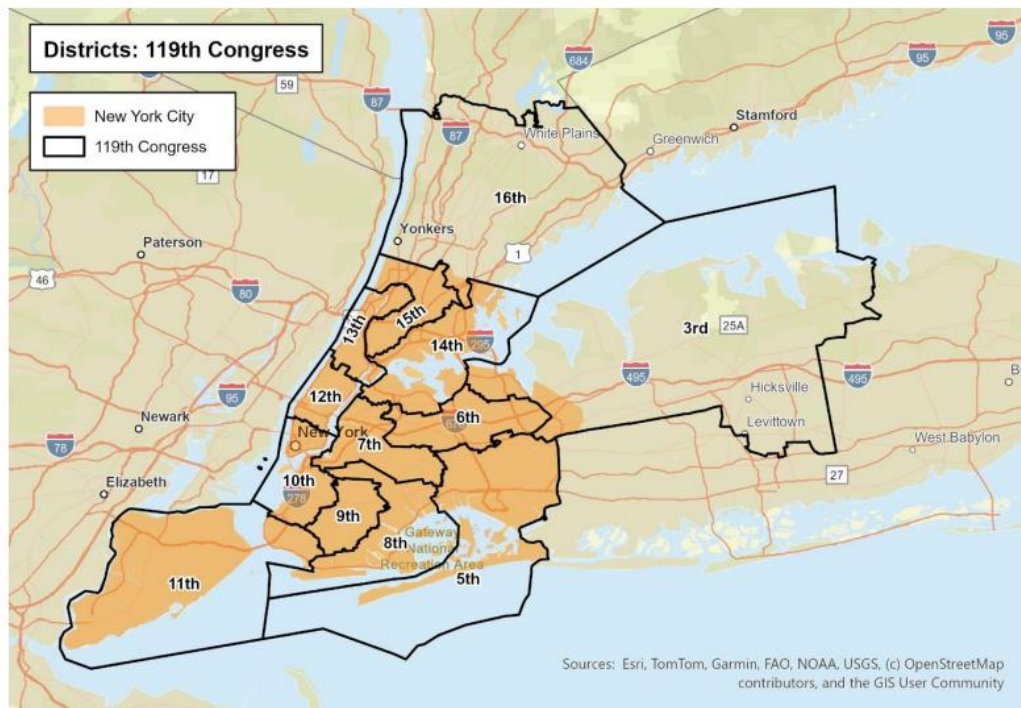 Districts: 119th Congress
New York City
119th Congress
684
95
95
59
87
87
White Plains
Stamford
Greenwich
17
16th
Yonkers
1
Paterson
46
80
13th
15th
3rd
25A
14th
295
495
Hicksville
495
B
12th
95
6th
Newark
Levittown
New York
7th
78
West Babylon
27
Elizabeth
10th
278
9th
8th
Gateway
National
Recreation Area
5th
11th
Sources: Esri, TomTom, Garmin, FAO, NOAA, USGS, (c) OpenStreetMap
contributors, and the GIS User Community